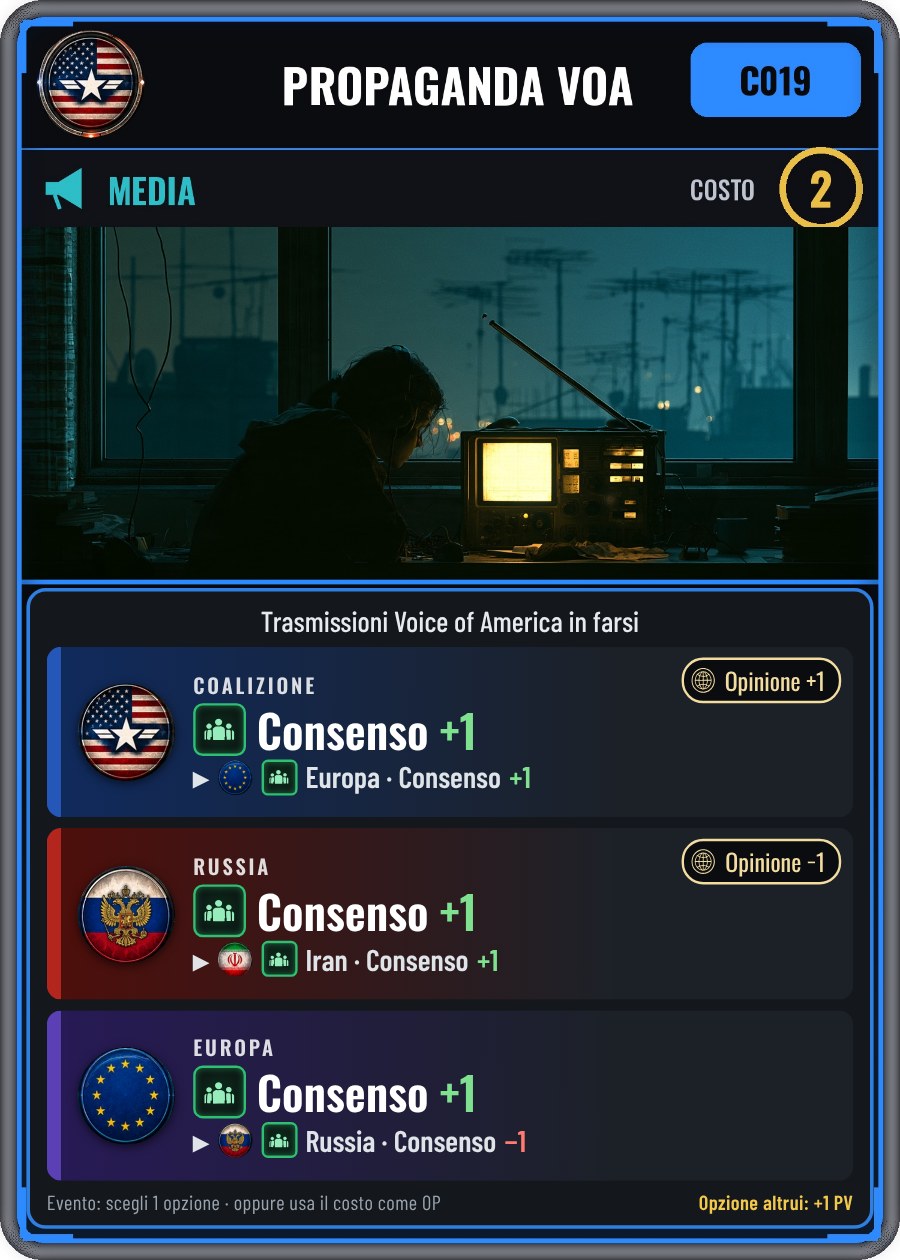 PROPAGANDA VOA
C019
MEDIA
COSTO
2
Trasmissioni Voice of America in farsi
COALIZIONE
Opinione +1
Consenso +1
▶ Europa · Consenso +1
RUSSIA
Opinione −1
Consenso +1
▶ Iran · Consenso +1
EUROPA
Consenso +1
▶ Russia · Consenso −1
Evento: scegli 1 opzione · oppure usa il costo come OP
Opzione altrui: +1 PV